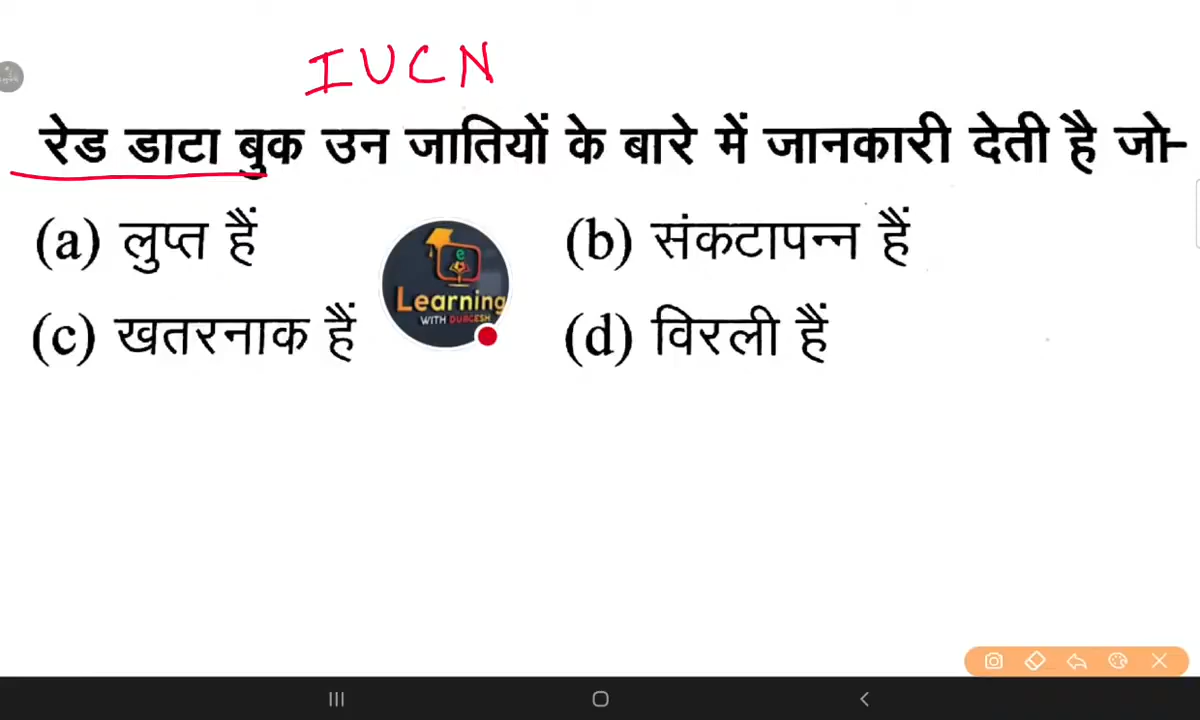 IUCN
रेड डाटा बुक उन जातियों के बारे में जानकारी देती है जो-
(a) लुप्त हैं
(b) संकटापन्न हैं
(c) खतरनाक हैं
(d) विरली हैं
e
Learning
WITH DURGESH